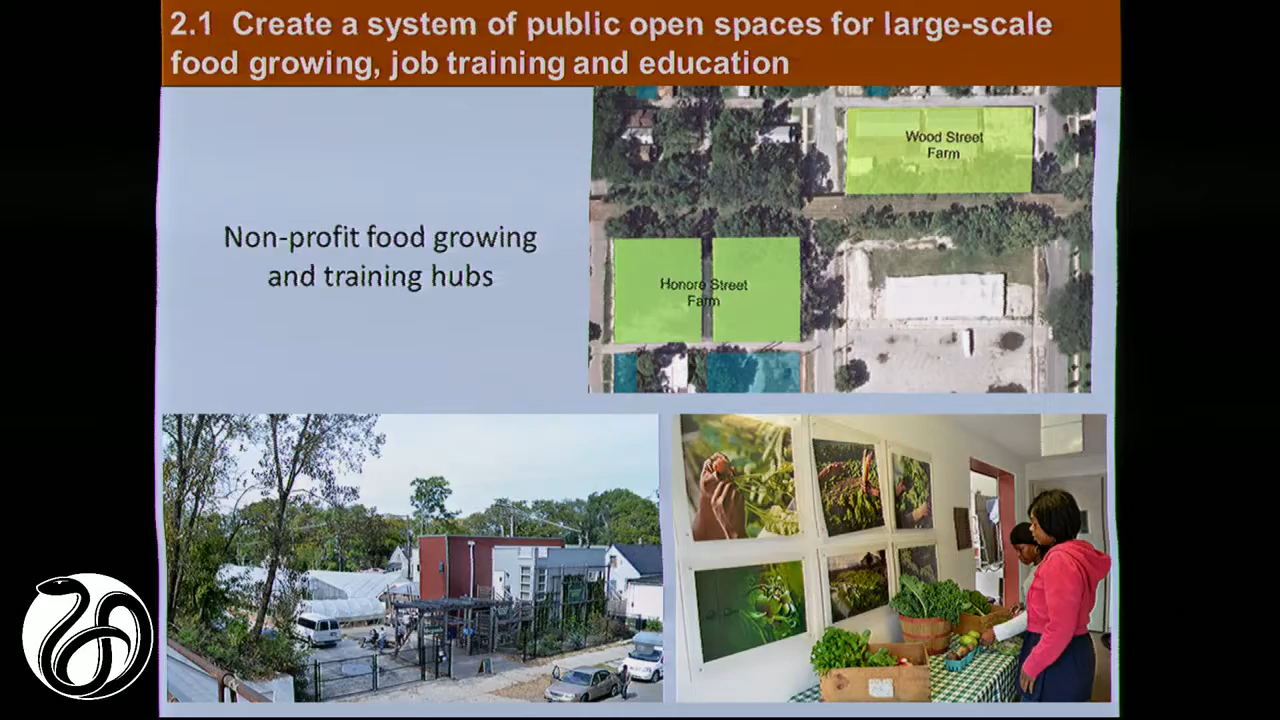 2.1 Create a system of public open spaces for large-scale
food growing, job training and education
Non-profit food growing
and training hubs
Wood Street
Farm
Honore Street
Farm